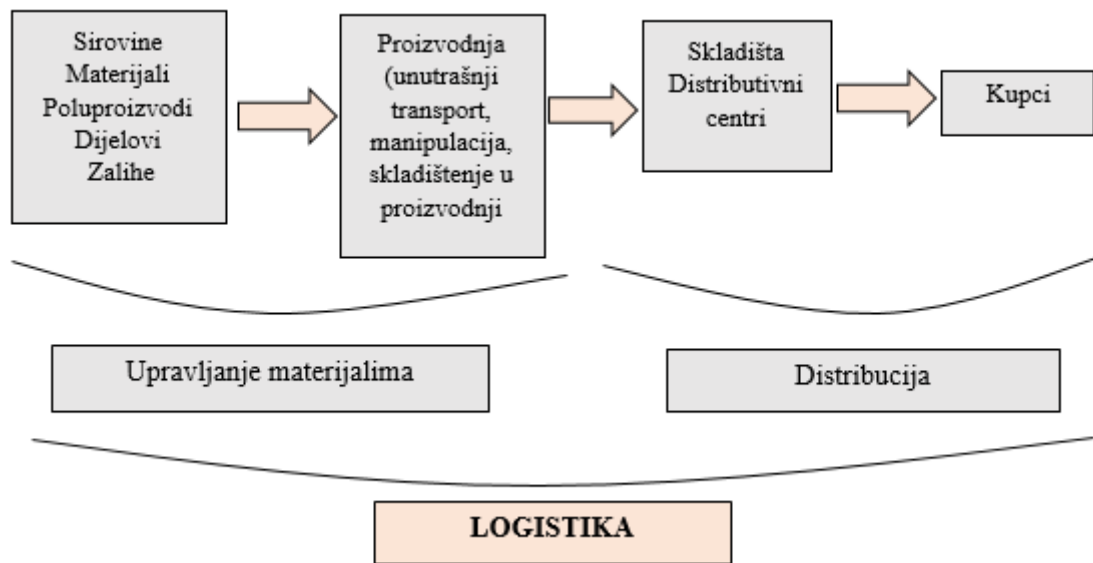 Sirovine
Materijali
Poluproizvodi
Dijelovi
Zalihe
Proizvodnja
(unutrašnji
transport,
manipulacija,
skladištenje u
proizvodnji
Skladišta
Distributivni
centri
Kupci
Upravljanje materijalima
Distribucija
LOGISTIKA